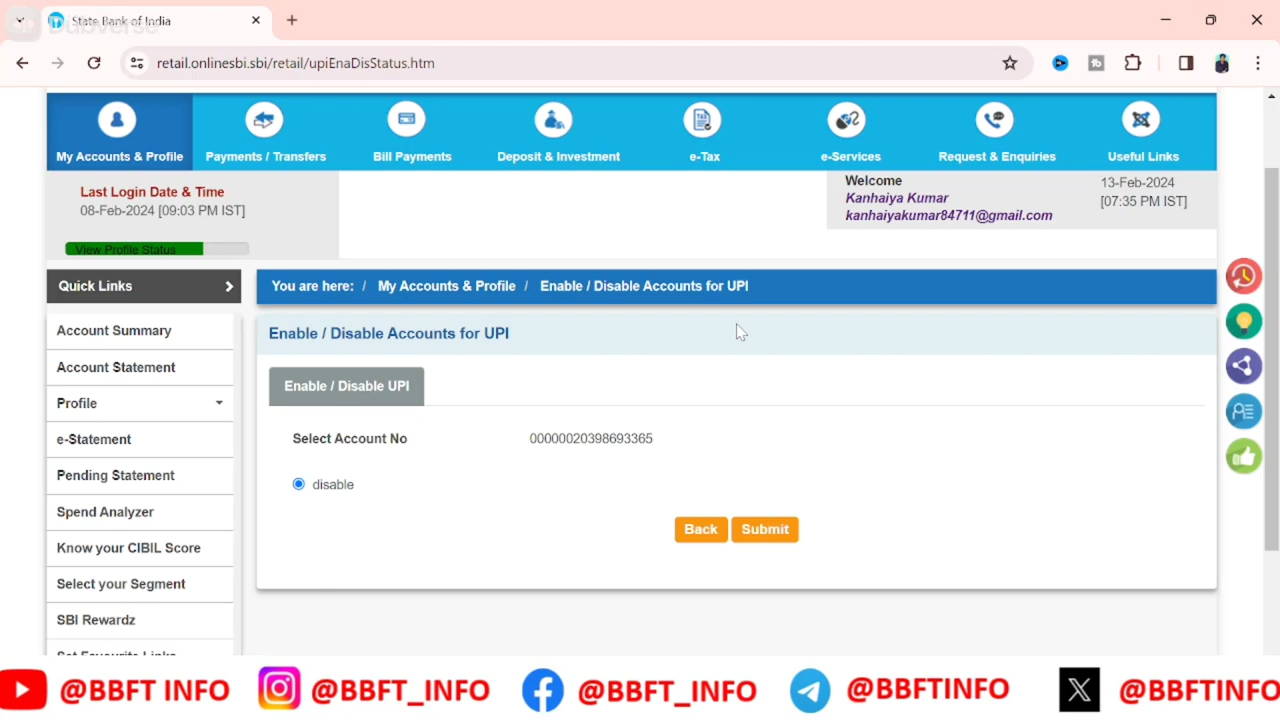 State Bank of India
Dubverse
retail.onlinesbi.sbi/retail/upiEnaDisStatus.htm
My Accounts & Profile
Payments / Transfers
Bill Payments
Deposit & Investment
e-Tax
e-Services
Request & Enquiries
Useful Links
Last Login Date & Time
08-Feb-2024 [09:03 PM IST]
View Profile Status
Welcome
Kanhaiya Kumar
kanhaiyakumar84711@gmail.com
13-Feb-2024
[07:35 PM IST]
Quick Links
You are here: / My Accounts & Profile / Enable / Disable Accounts for UPI
Account Summary
Account Statement
Profile
e-Statement
Pending Statement
Spend Analyzer
Know your CIBIL Score
Select your Segment
SBI Rewardz
Set Favourite Links
Enable / Disable Accounts for UPI
Enable / Disable UPI
Select Account No 00000020398693365
disable
Back Submit
@BBFT INFO
@BBFT_INFO
@BBFT_INFO
@BBFTINFO
@BBFTINFO